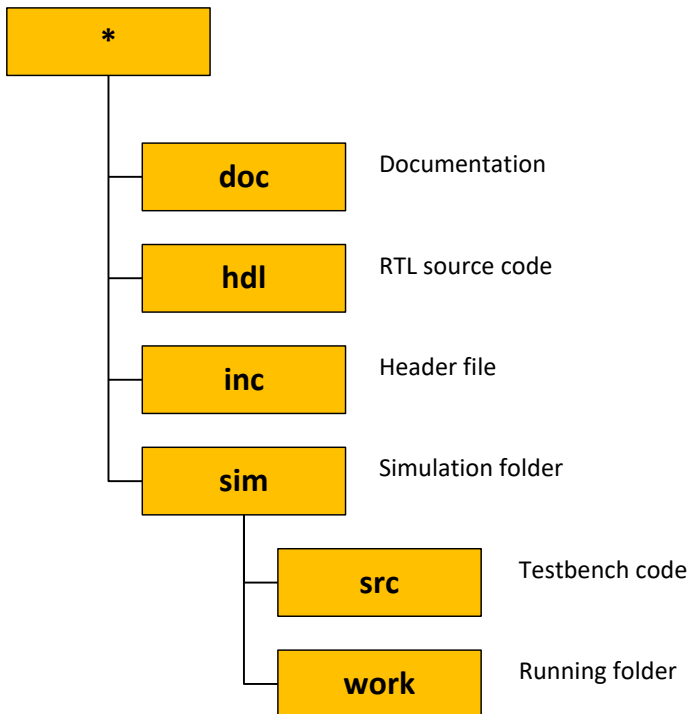 *
doc
Documentation
hdl
RTL source code
inc
Header file
sim
Simulation folder
src
Testbench code
work
Running folder